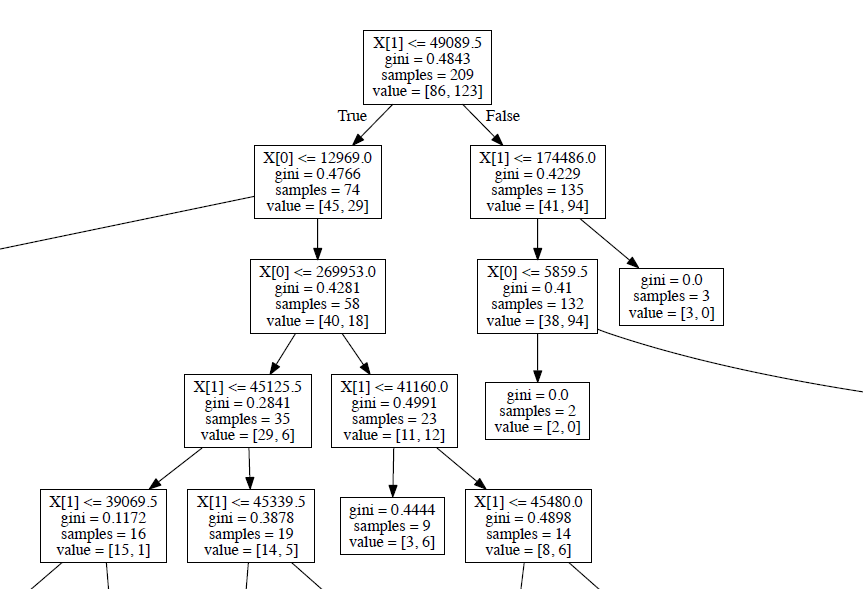 X[1] <= 49089.5
gini = 0.4843
samples = 209
value = [86, 123]
True
False
X[0] <= 12969.0
gini = 0.4766
samples = 74
value = [45, 29]
X[1] <= 174486.0
gini = 0.4229
samples = 135
value = [41, 94]
X[0] <= 269953.0
gini = 0.4281
samples = 58
value = [40, 18]
X[0] <= 5859.5
gini = 0.41
samples = 132
value = [38, 94]
gini = 0.0
samples = 3
value = [3, 0]
X[1] <= 45125.5
gini = 0.2841
samples = 35
value = [29, 6]
X[1] <= 41160.0
gini = 0.4991
samples = 23
value = [11, 12]
gini = 0.0
samples = 2
value = [2, 0]
X[1] <= 39069.5
gini = 0.1172
samples = 16
value = [15, 1]
X[1] <= 45339.5
gini = 0.3878
samples = 19
value = [14, 5]
gini = 0.4444
samples = 9
value = [3, 6]
X[1] <= 45480.0
gini = 0.4898
samples = 14
value = [8, 6]